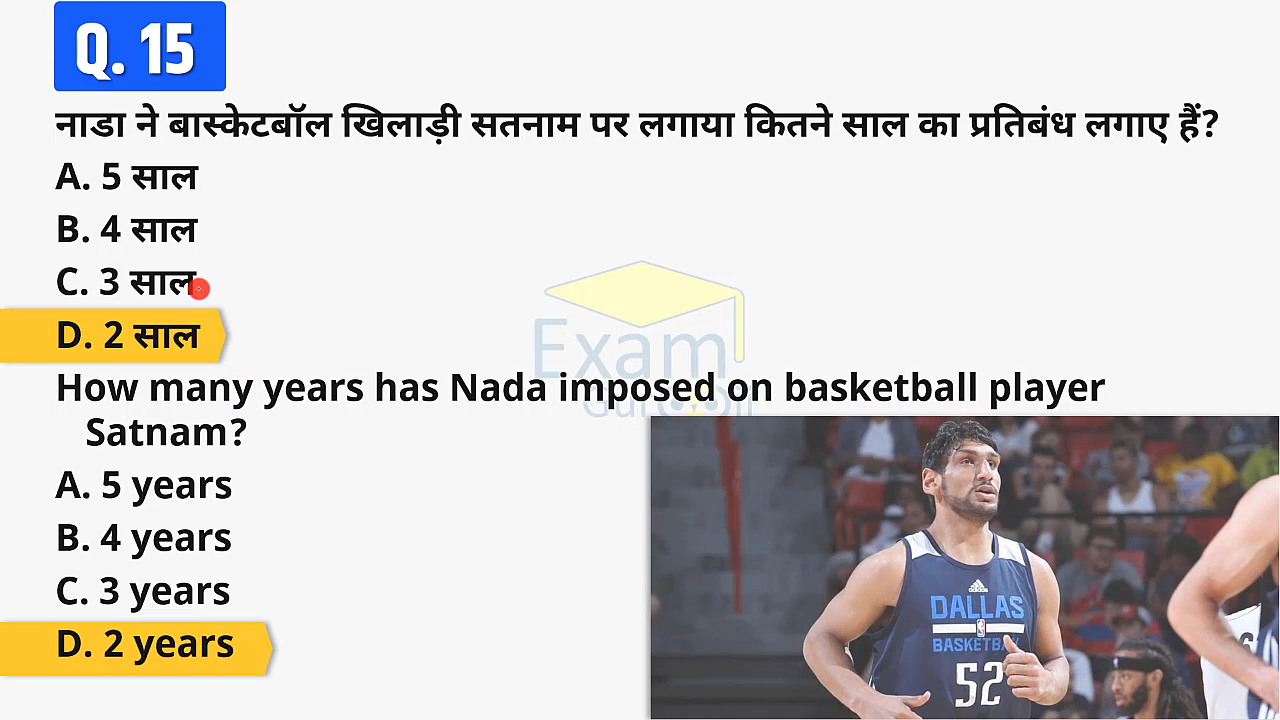 Q. 15
नाडा ने बास्केटबॉल खिलाड़ी सतनाम पर लगाया कितने साल का प्रतिबंध लगाए हैं?
A. 5 साल
B. 4 साल
C. 3 साल
D. 2 साल
Exam
How many years has Nada imposed on basketball player
Satnam?
A. 5 years
B. 4 years
C. 3 years
D. 2 years
DALLAS
52